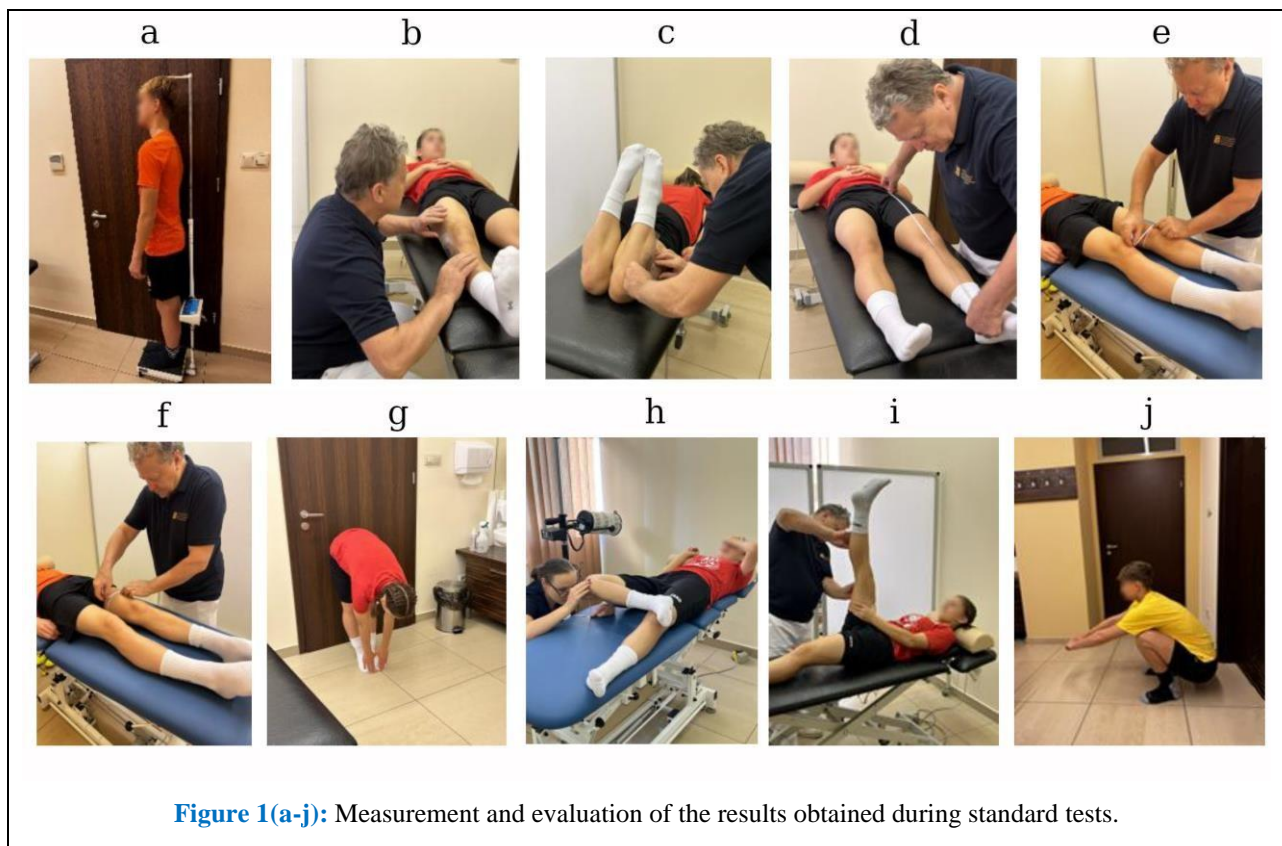 a b c d e
f g h i j
Figure 1(a-j): Measurement and evaluation of the results obtained during standard tests.